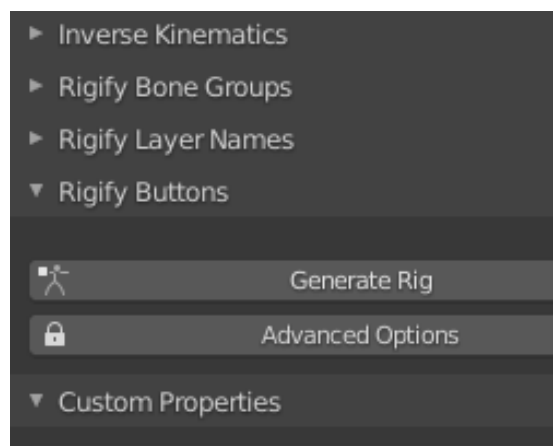 Inverse Kinematics
Rigify Bone Groups
Rigify Layer Names
Rigify Buttons
Generate Rig
Advanced Options
Custom Properties